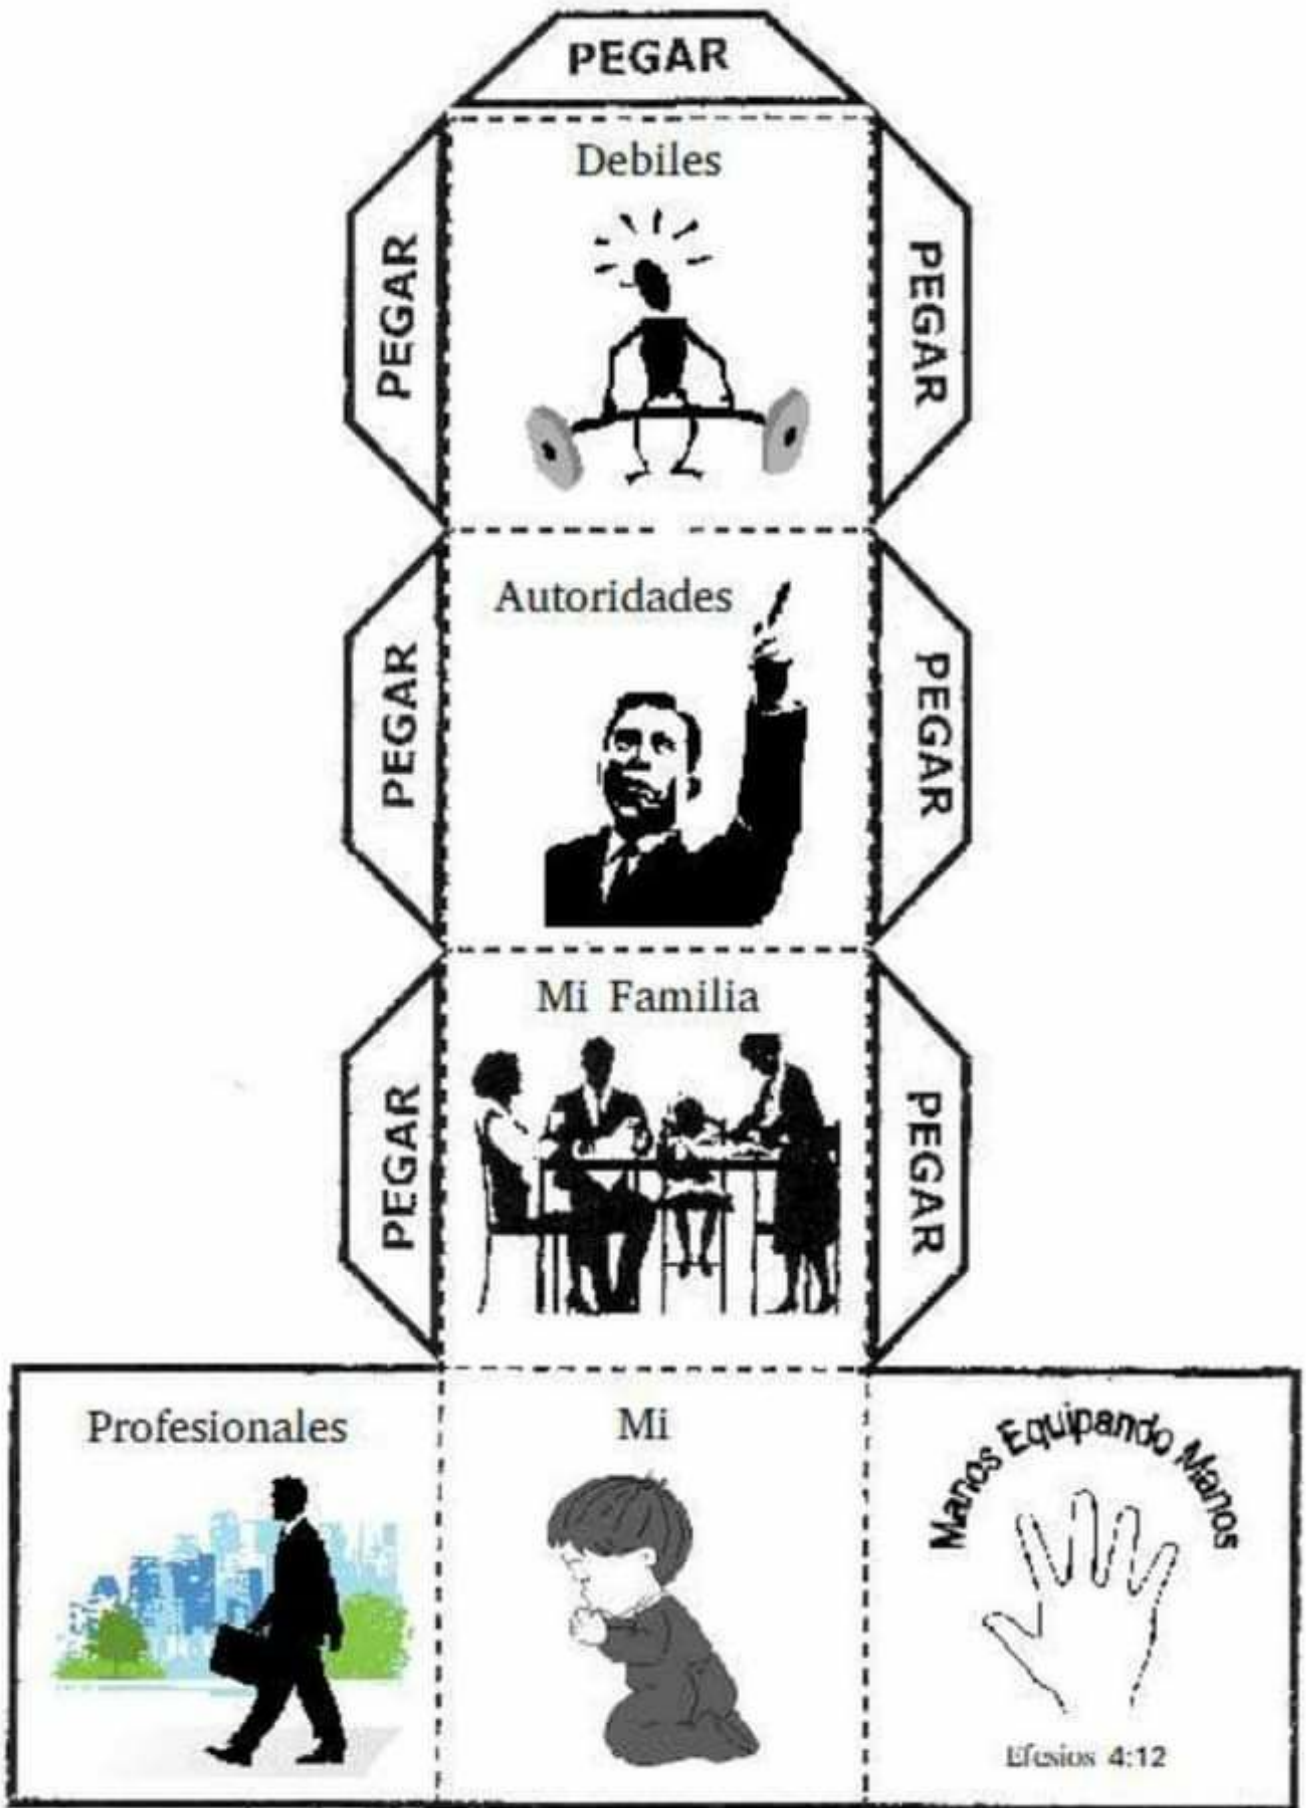 PEGAR
Debiles
PEGAR
PEGAR
Autoridades
PEGAR
PEGAR
Mi Familia
PEGAR
PEGAR
Profesionales
Mi
Manos Equipando Manos
Efesios 4:12